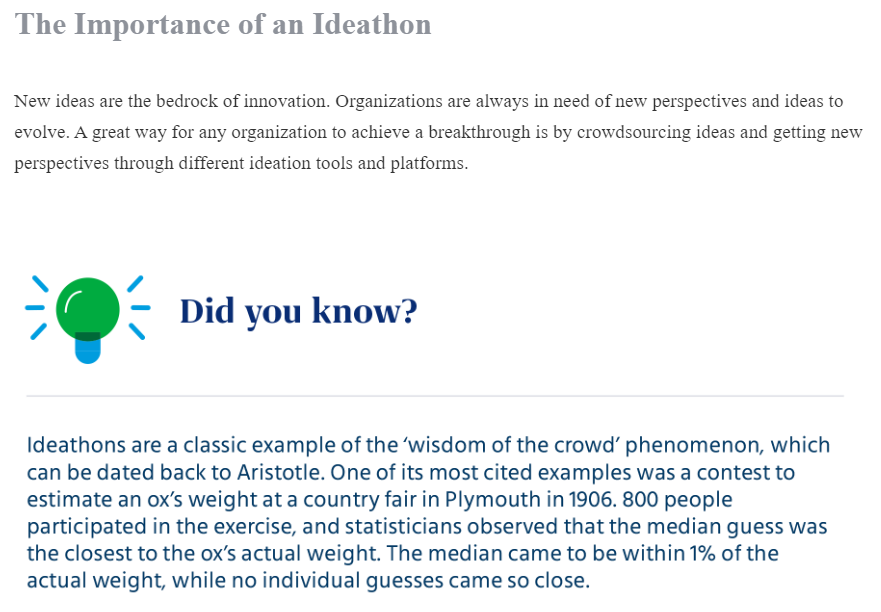 The Importance of an Ideathon
New ideas are the bedrock of innovation. Organizations are always in need of new perspectives and ideas to
evolve. A great way for any organization to achieve a breakthrough is by crowdsourcing ideas and getting new
perspectives through different ideation tools and platforms.
Did you know?
Ideathons are a classic example of the ‘wisdom of the crowd’ phenomenon, which
can be dated back to Aristotle. One of its most cited examples was a contest to
estimate an ox’s weight at a country fair in Plymouth in 1906. 800 people
participated in the exercise, and statisticians observed that the median guess was
the closest to the ox’s actual weight. The median came to be within 1% of the
actual weight, while no individual guesses came so close.